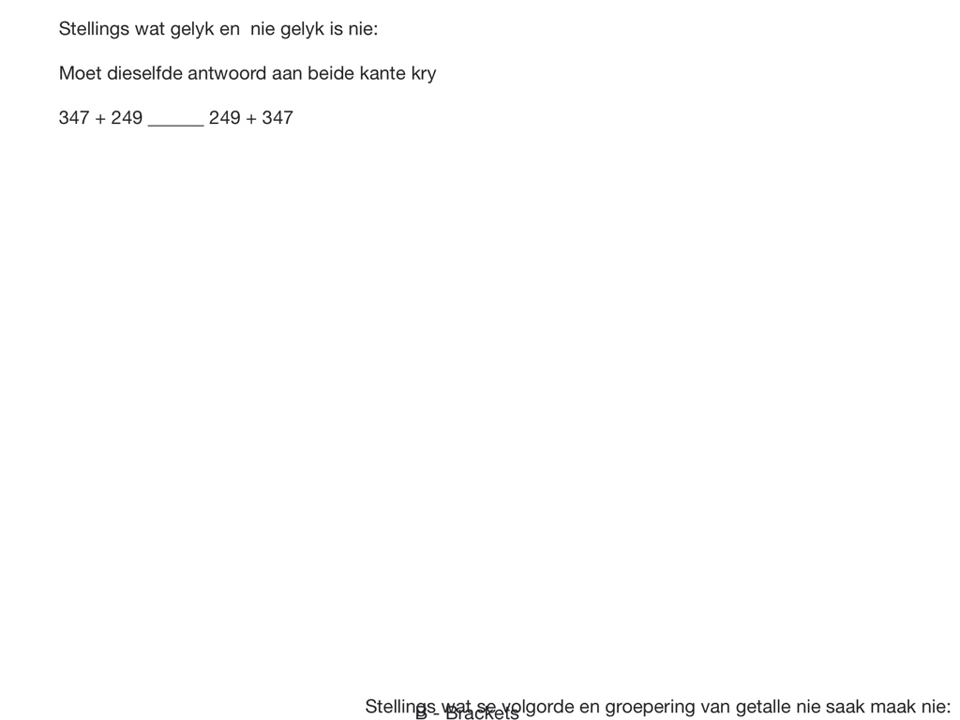 Stellings wat gelyk en  nie gelyk is nie:
Moet dieselfde antwoord aan beide kante kry
347 + 249 ______ 249 + 347
Stellings wat se volgorde en groepering van getalle nie saak maak nie:
B - Brackets